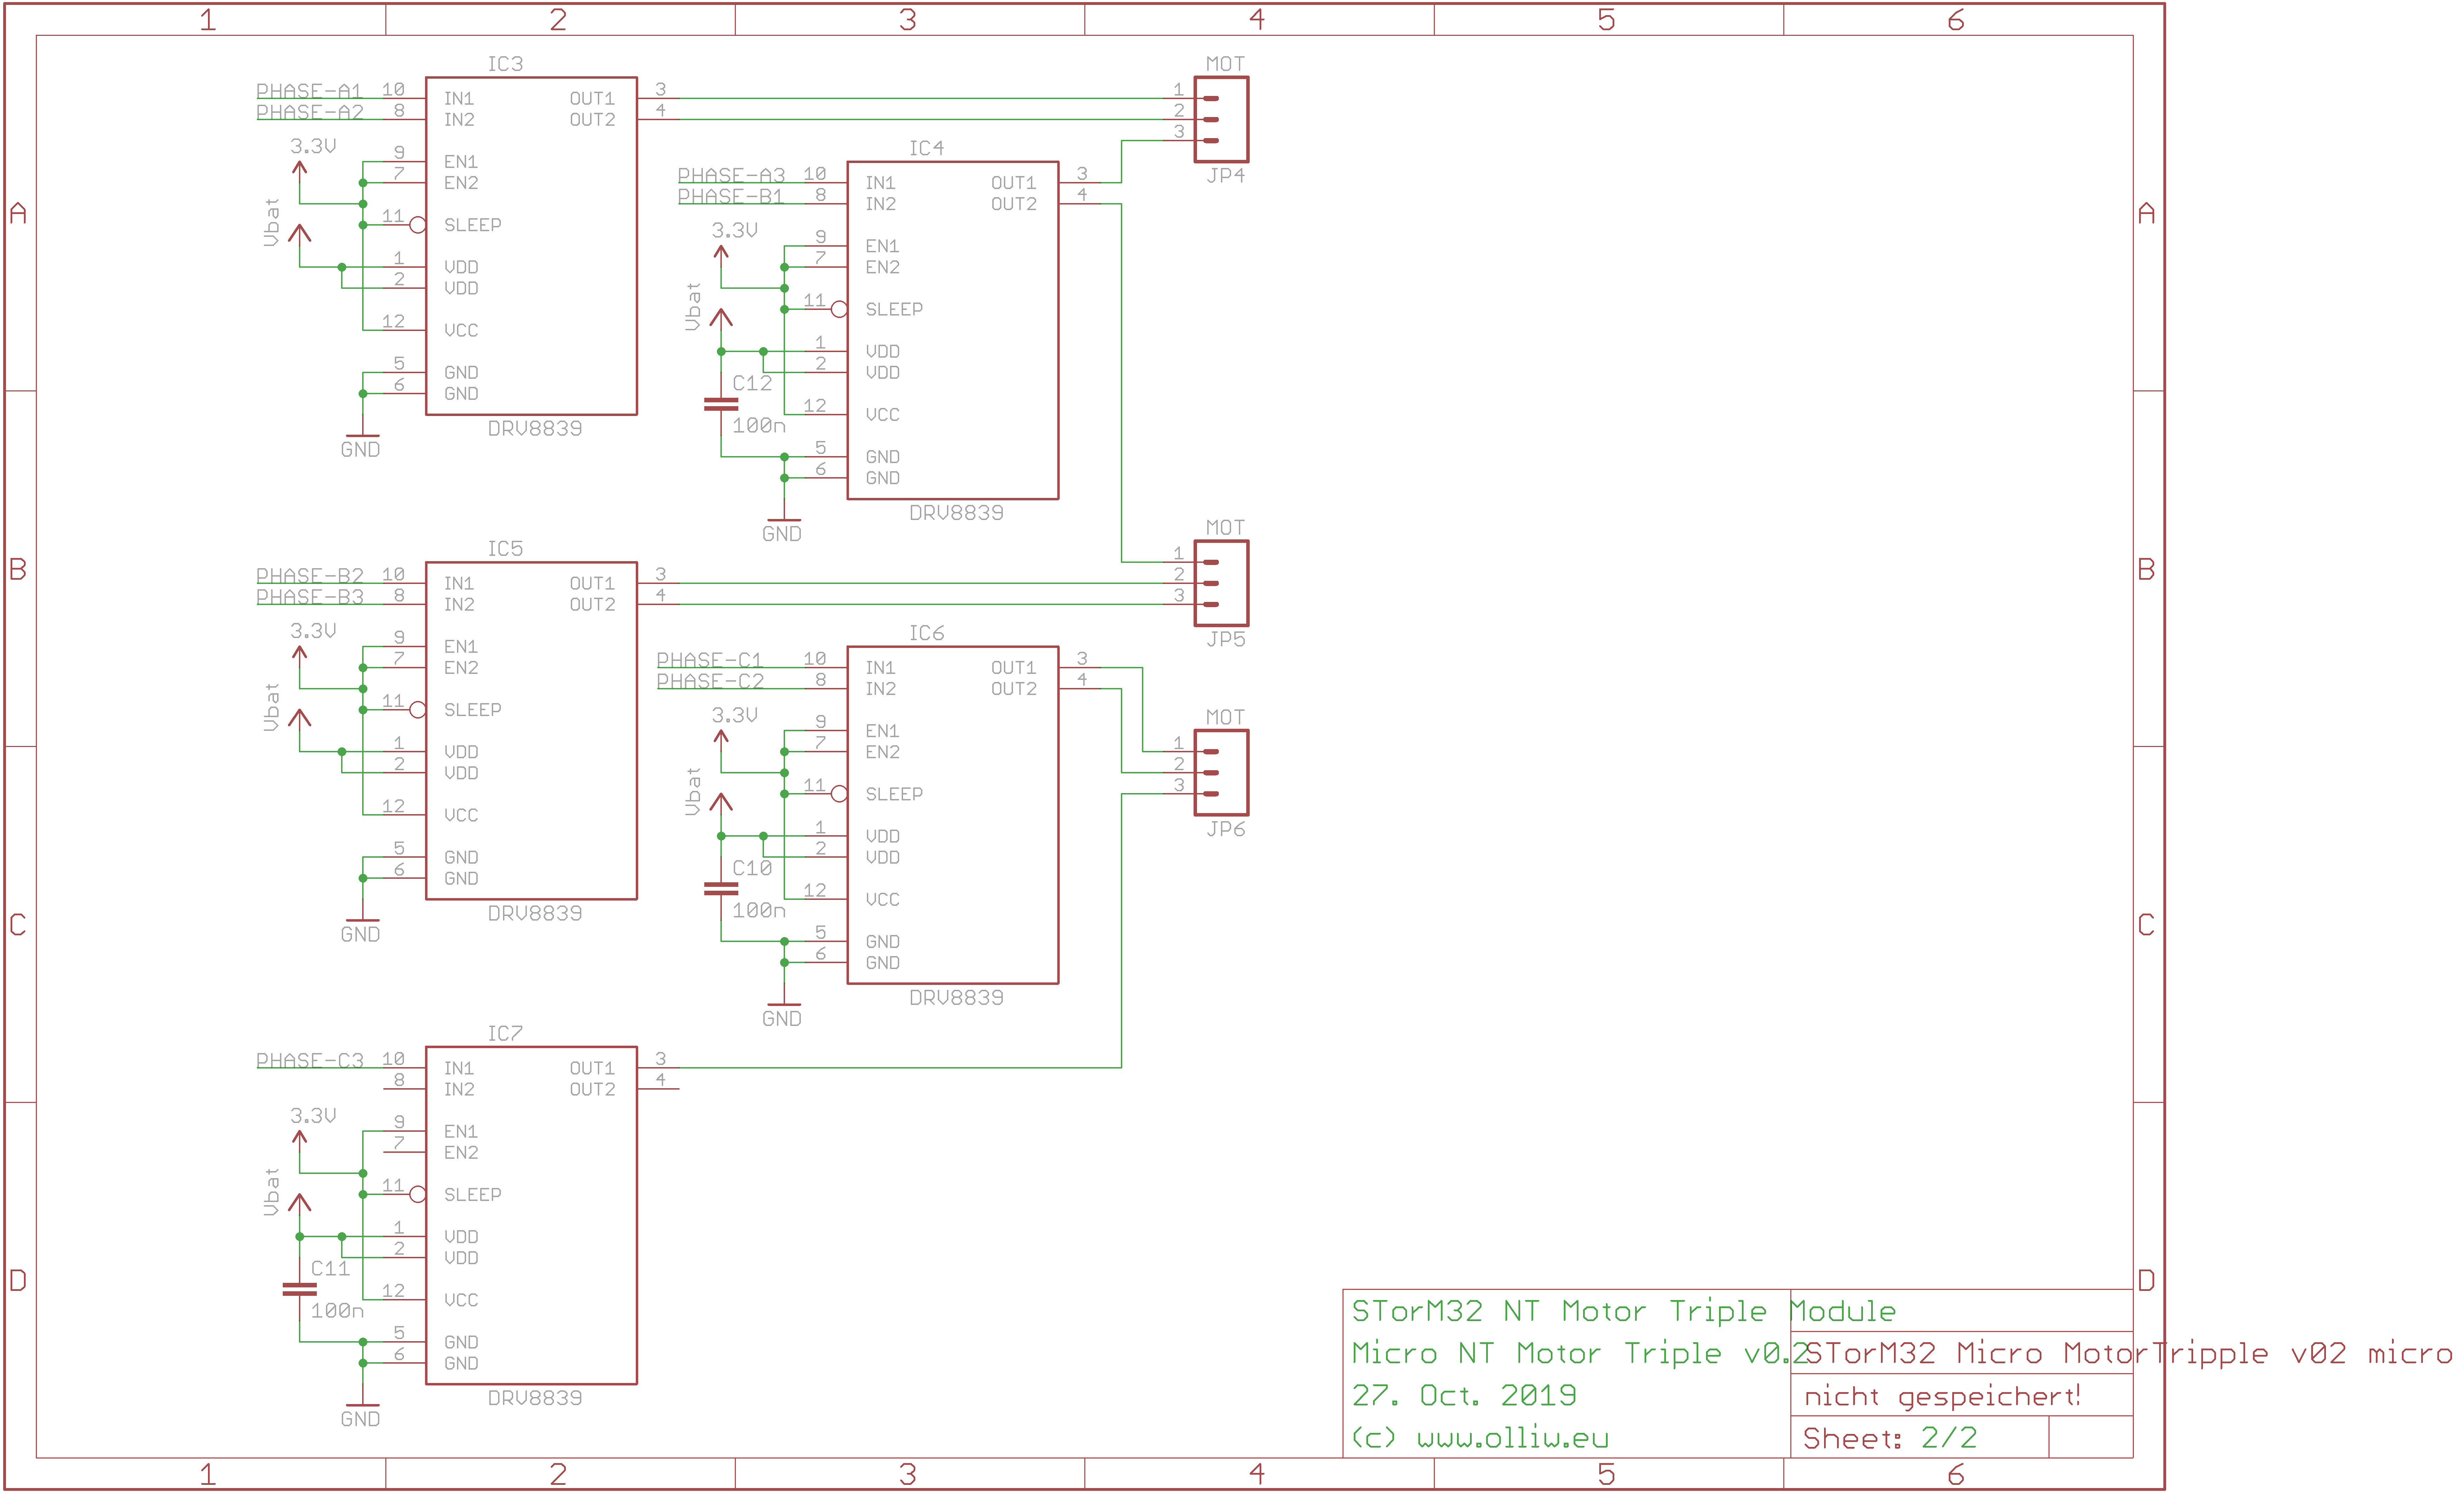 1 2 3 4 5 6
A A
B B
C C
D D
IC3
PHASE-A1 10 IN1 OUT1 3
PHASE-A2 8 IN2 OUT2 4
3.3V
9 EN1
7 EN2
Vbat
11 SLEEP
1 VDD
2 VDD
12 VCC
5 GND
6 GND
GND
DRV8839
MOT
1
2
3
JP4
IC4
PHASE-A3 10 IN1 OUT1 3
PHASE-B1 8 IN2 OUT2 4
3.3V
9 EN1
7 EN2
Vbat
11 SLEEP
1 VDD
2 VDD
C12
100n
12 VCC
5 GND
6 GND
GND
DRV8839
MOT
1
2
3
JP5
IC5
PHASE-B2 10 IN1 OUT1 3
PHASE-B3 8 IN2 OUT2 4
3.3V
9 EN1
7 EN2
Vbat
11 SLEEP
1 VDD
2 VDD
12 VCC
5 GND
6 GND
GND
DRV8839
IC6
PHASE-C1 10 IN1 OUT1 3
PHASE-C2 8 IN2 OUT2 4
3.3V
9 EN1
7 EN2
Vbat
11 SLEEP
1 VDD
2 VDD
C10
100n
12 VCC
5 GND
6 GND
GND
DRV8839
MOT
1
2
3
JP6
IC7
PHASE-C3 10 IN1 OUT1 3
8 IN2 OUT2 4
3.3V
9 EN1
7 EN2
Vbat
11 SLEEP
1 VDD
2 VDD
C11
100n
12 VCC
5 GND
6 GND
GND
DRV8839
STorM32 NT Motor Triple Module
Micro NT Motor Triple v0.2
27. Oct. 2019
(c) www.olliw.eu
STorM32 Micro MotorTripple v02 micro
nicht gespeichert!
Sheet: 2/2
1 2 3 4 5 6